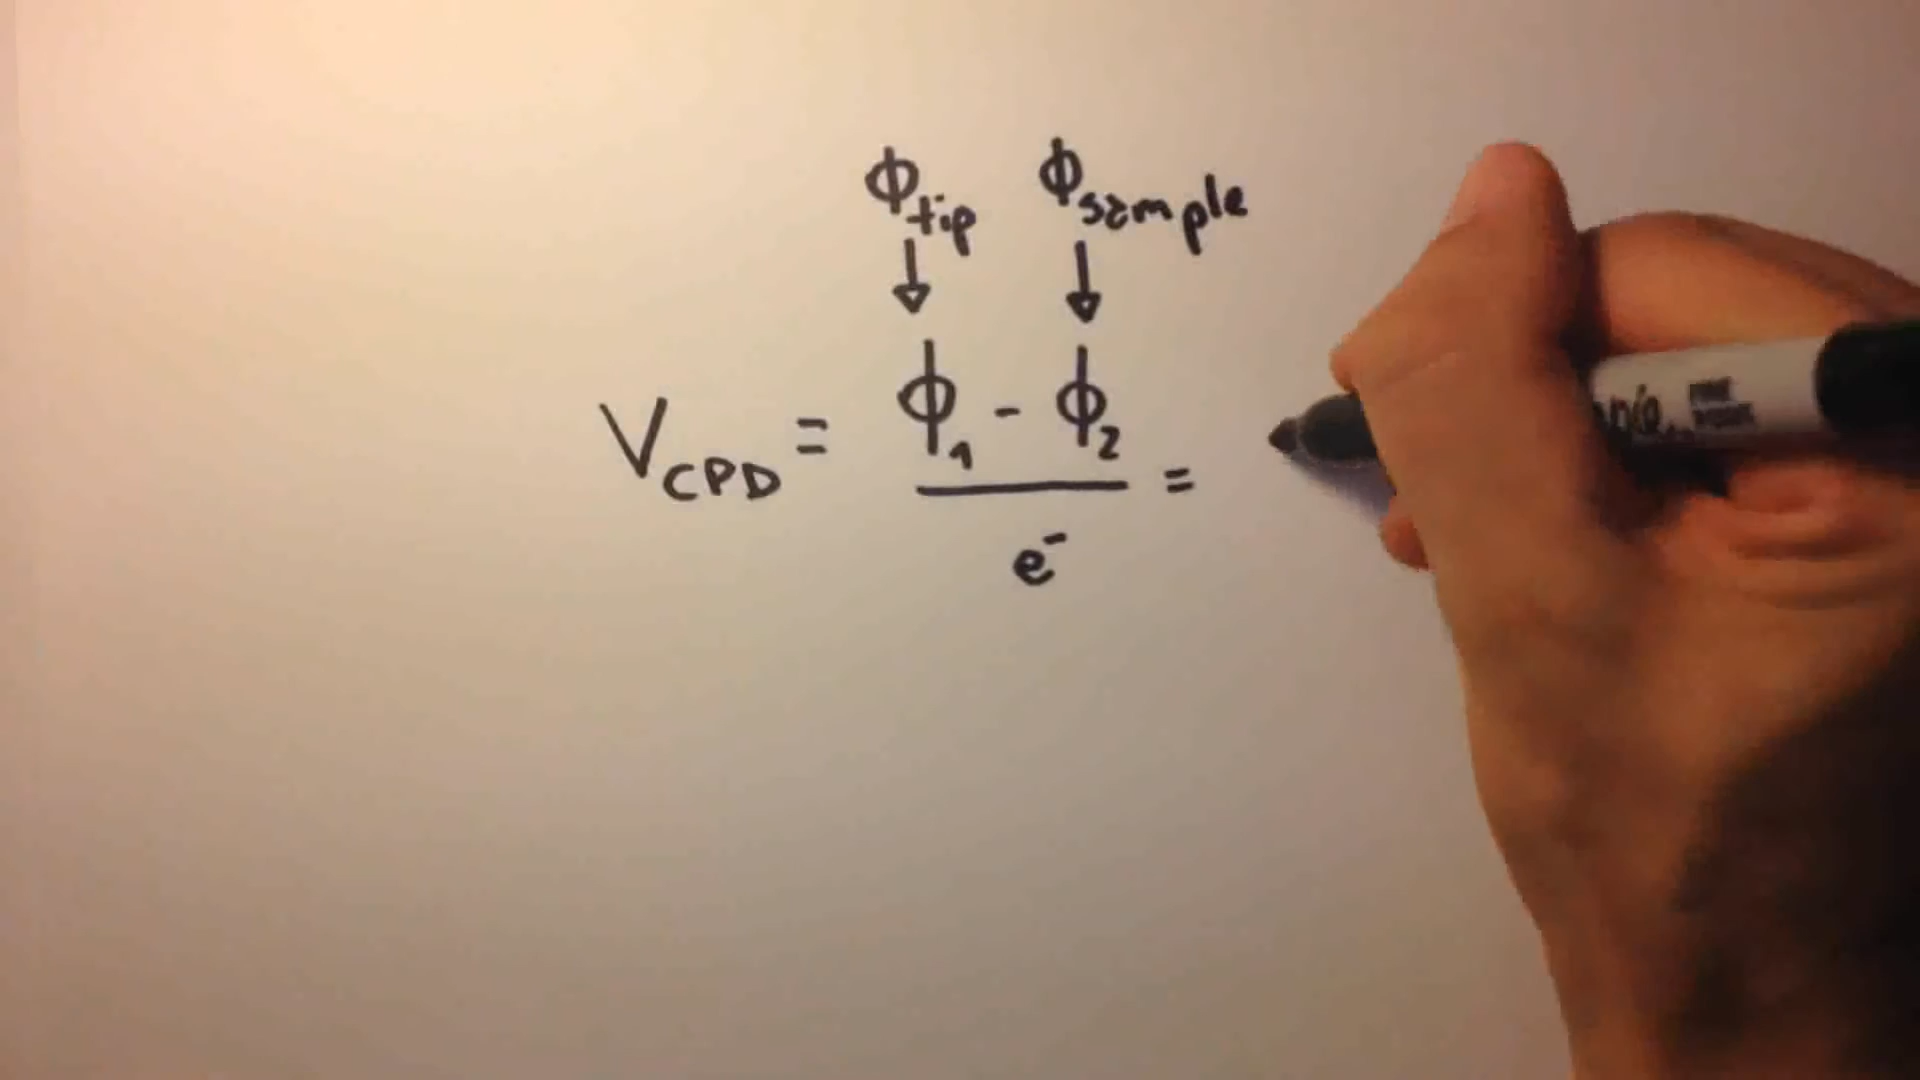 ϕtip ϕsample
↓ ↓
VCPD = ϕ1 - ϕ2 =
e-